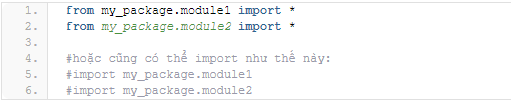 1. from my_package.module1 import *
2. from my_package.module2 import *
3.
4. #hoặc cũng có thể import như thế này:
5. #import my_package.module1
6. #import my_package.module2